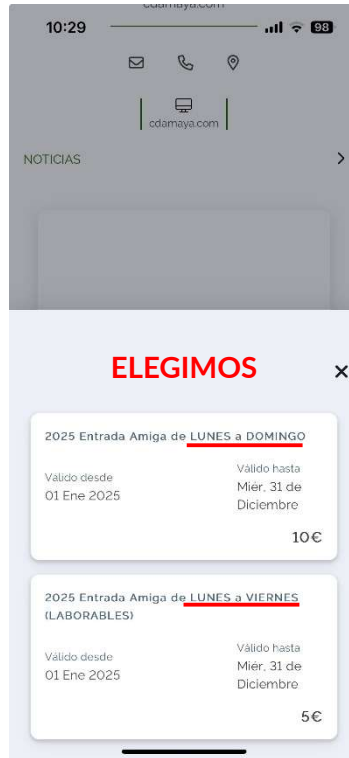 cdamaya.com
10:29
98
cdamaya.com
NOTICIAS
ELEGIMOS
2025 Entrada Amiga de LUNES a DOMINGO
Válido desde
01 Ene 2025
Válido hasta
Miér, 31 de
Diciembre
10€
2025 Entrada Amiga de LUNES a VIERNES
(LABORABLES)
Válido desde
01 Ene 2025
Válido hasta
Miér, 31 de
Diciembre
5€